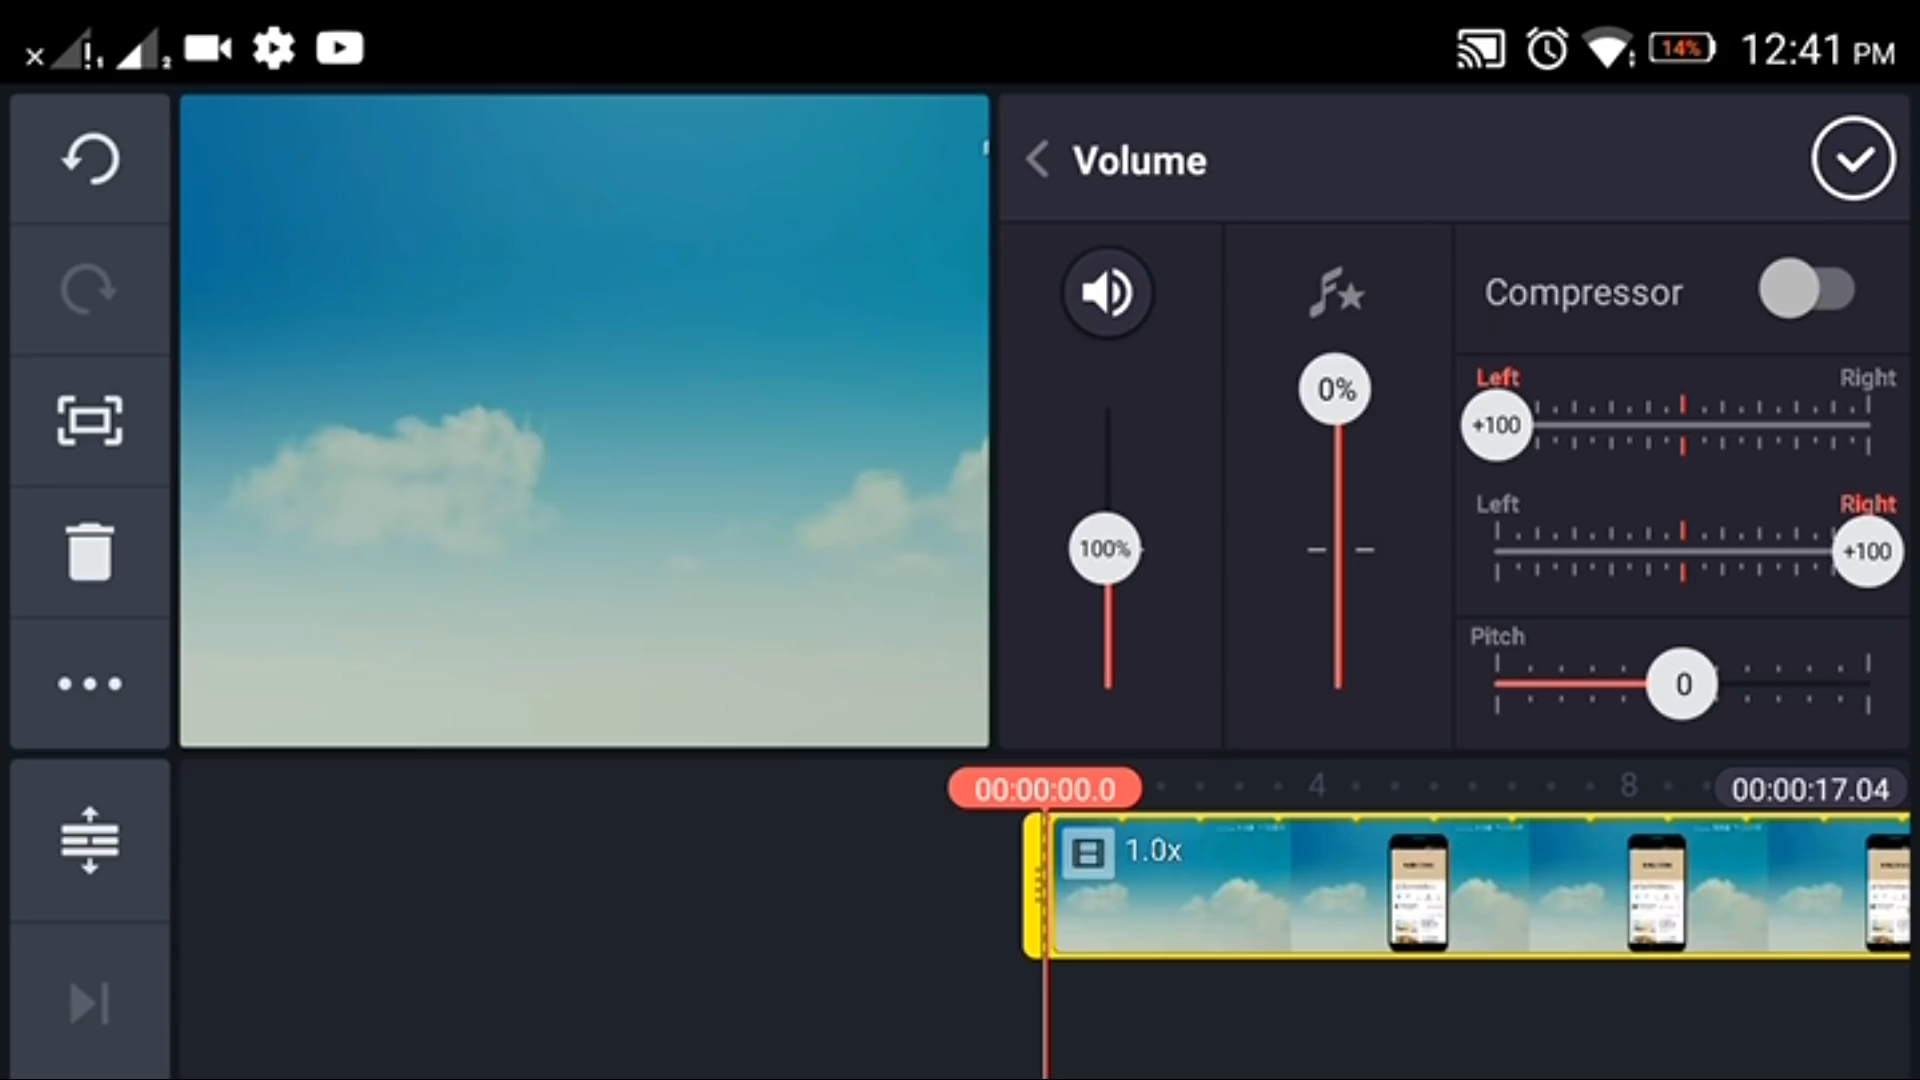 14% 12:41 PM
Volume
Compressor
Left Right
+100
0%
Left Right
100% +100
Pitch
0
00:00:00.0 4 8 00:00:17.04
1.0x